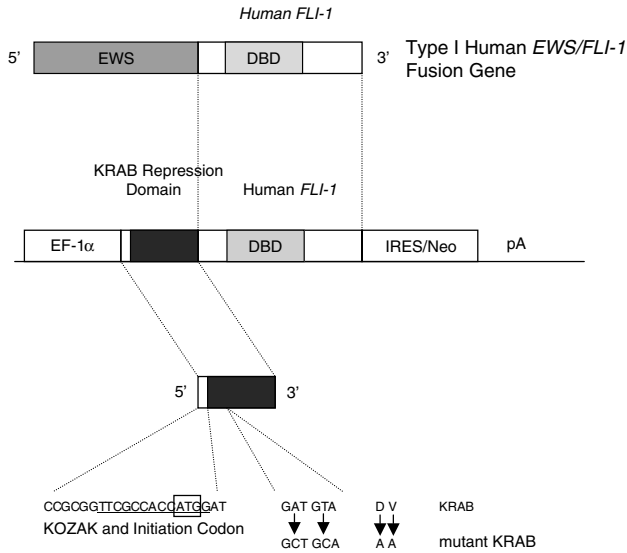 Human FLI-1
5’ EWS DBD 3’ Type I Human EWS/FLI-1
Fusion Gene
KRAB Repression
Domain
Human FLI-1
EF-1α DBD IRES/Neo pA
5’ 3’
CCGCGGTTCGCCACCATGGAT GAT GTA D V KRAB
KOZAK and Initiation Codon
GCT GCA A A mutant KRAB